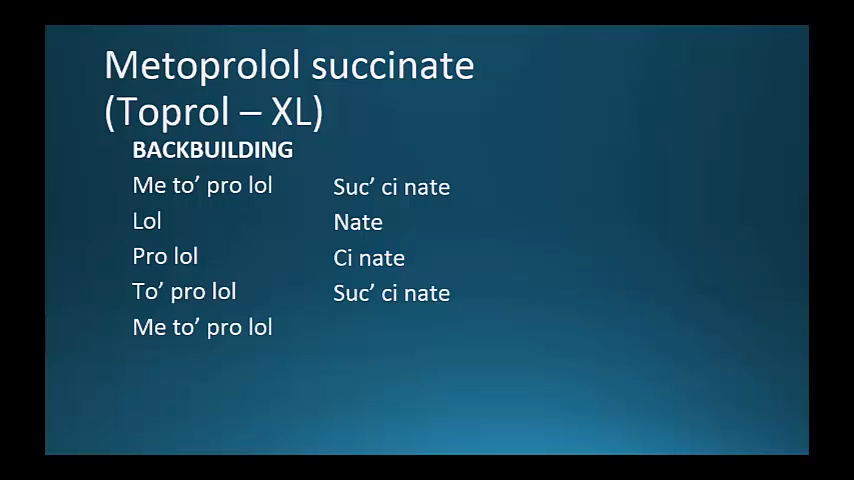 Metoprolol succinate
(Toprol – XL)
BACKBUILDING
Me to’ pro lol
Lol
Pro lol
To’ pro lol
Me to’ pro lol
Suc’ ci nate
Nate
Ci nate
Suc’ ci nate